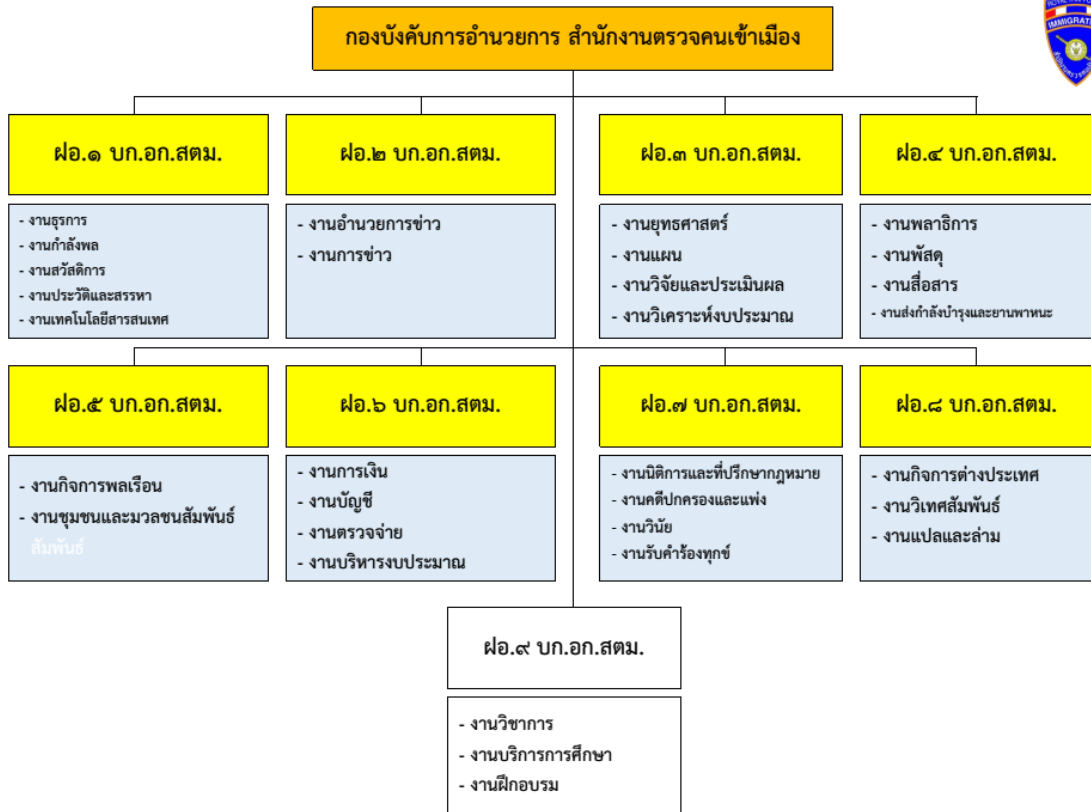 กองบังคับการอำนวยการ สำนักงานตรวจคนเข้าเมือง
IMMIGRATI
ฝอ.๑ บก.อก.สตม.
- งานธุรการ
- งานกำลังพล
- งานสวัสดิการ
- งานประวัติและสรรหา
- งานเทคโนโลยีสารสนเทศ
ฝอ.๒ บก.อก.สตม.
- งานอำนวยการข่าว
- งานการข่าว
ฝอ.๓ บก.อก.สตม.
- งานยุทธศาสตร์
- งานแผน
- งานวิจัยและประเมินผล
- งานวิเคราะห์งบประมาณ
ฝอ.๔ บก.อก.สตม.
- งานพลาธิการ
- งานพัสดุ
- งานสื่อสาร
- งานส่งกำลังบำรุงและยานพาหนะ
ฝอ.๕ บก.อก.สตม.
- งานกิจการพลเรือน
- งานชุมชนและมวลชนสัมพันธ์
สัมพันธ์
ฝอ.๖ บก.อก.สตม.
- งานการเงิน
- งานบัญชี
- งานตรวจจ่าย
- งานบริหารงบประมาณ
ฝอ.๗ บก.อก.สตม.
- งานนิติการและที่ปรึกษากฎหมาย
- งานคดีปกครองและแพ่ง
- งานวินัย
- งานรับคำร้องทุกข์
ฝอ.๘ บก.อก.สตม.
- งานกิจการต่างประเทศ
- งานวิเทศสัมพันธ์
- งานแปลและล่าม
ฝอ.๙ บก.อก.สตม.
- งานวิชาการ
- งานบริการการศึกษา
- งานฝึกอบรม